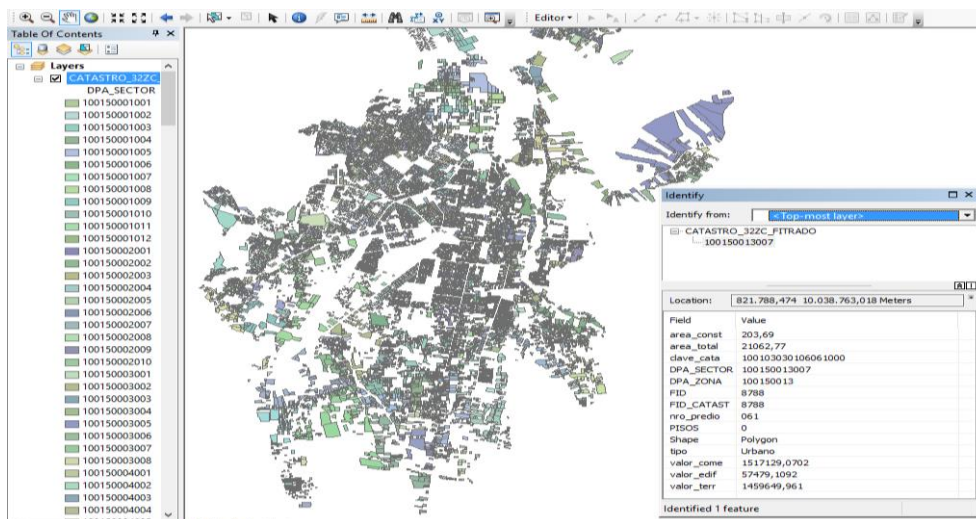 Editor
Table Of Contents
Layers
CATASTRO_32ZC_
DPA_SECTOR
100150001001
100150001002
100150001003
100150001004
100150001005
100150001006
100150001007
100150001008
100150001009
100150001010
100150001011
100150001012
100150002001
100150002002
100150002003
100150002004
100150002005
100150002006
100150002007
100150002008
100150002009
100150002010
100150003001
100150003002
100150003003
100150003004
100150003005
100150003006
100150003007
100150003008
100150004001
100150004002
100150004003
100150004004
Identify
Identify from: <Top-most layer>
CATASTRO_32ZC_FITRADO
100150013007
Location: 821.788,474 10.038.763,018 Meters
Field Value
area_const 203,69
area_total 21062,77
clave_cata 100103030106061000
DPA_SECTOR 100150013007
DPA_ZONA 100150013
FID 8788
FID_CATAST 8788
nro_predio 061
PISOS 0
Shape Polygon
tipo Urbano
valor_come 1517129,0702
valor_edif 57479,1092
valor_terr 1459649,961
Identified 1 feature